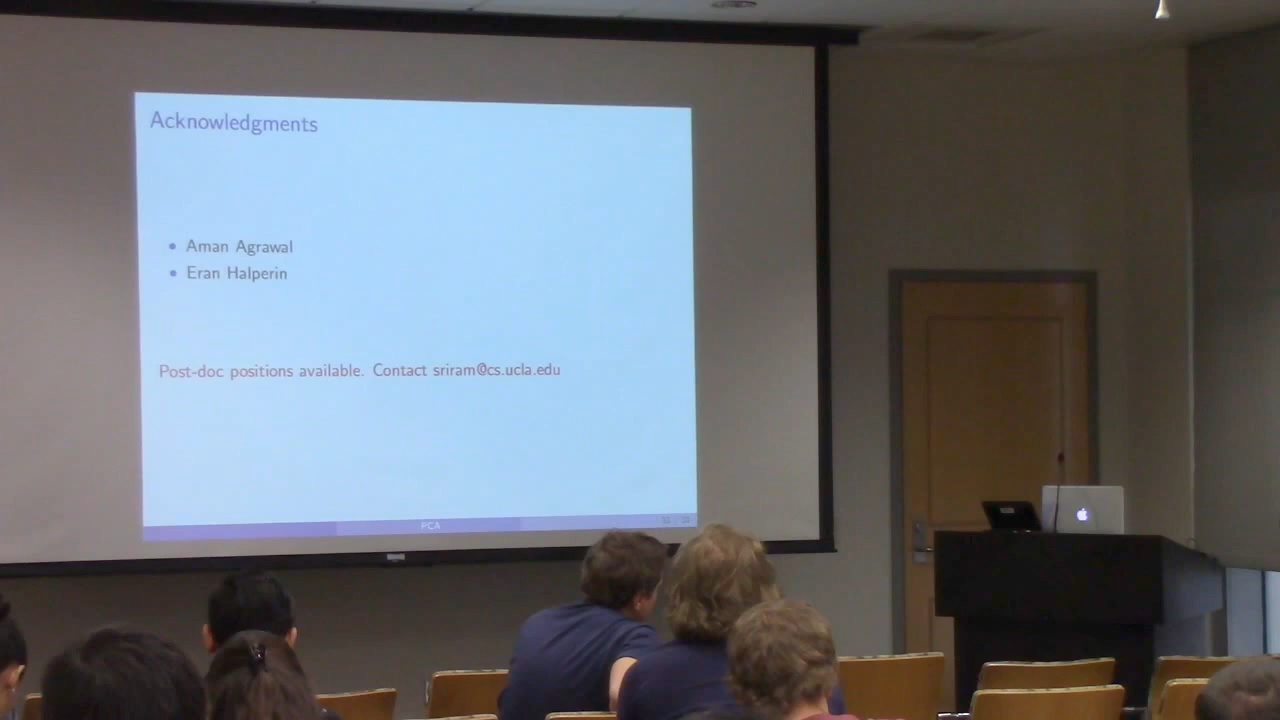 Acknowledgments
Aman Agrawal
Eran Halperin
Post-doc positions available. Contact sriram@cs.ucla.edu
PCA